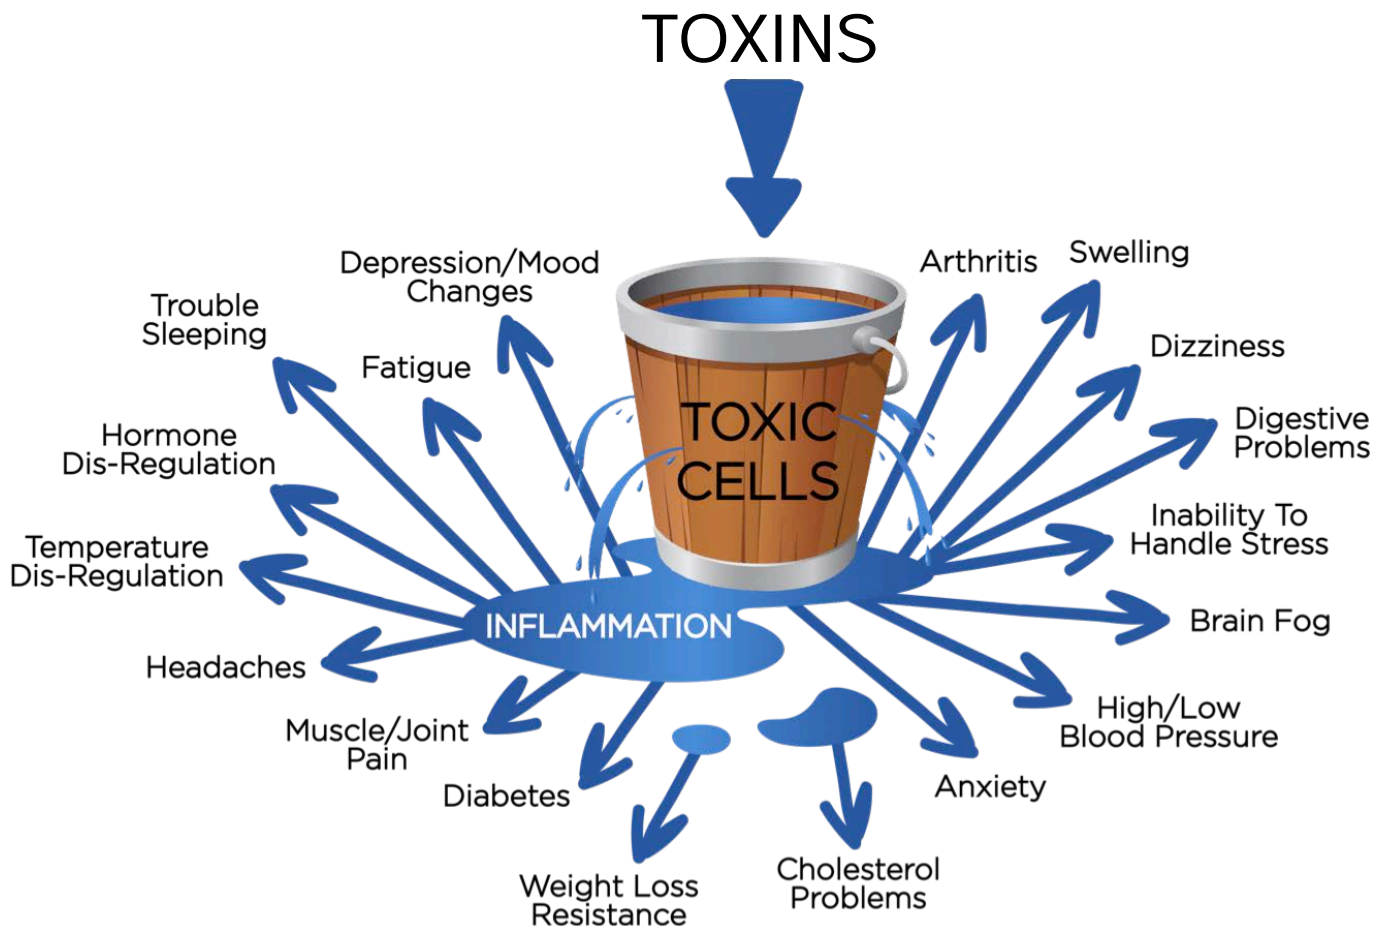 TOXINS
Depression/Mood
Changes
Arthritis
Swelling
Trouble
Sleeping
Fatigue
Dizziness
Hormone
Dis-Regulation
TOXIC
CELLS
Digestive
Problems
Temperature
Dis-Regulation
Inability To
Handle Stress
INFLAMMATION
Brain Fog
Headaches
Muscle/Joint
Pain
High/Low
Blood Pressure
Diabetes
Anxiety
Weight Loss
Resistance
Cholesterol
Problems